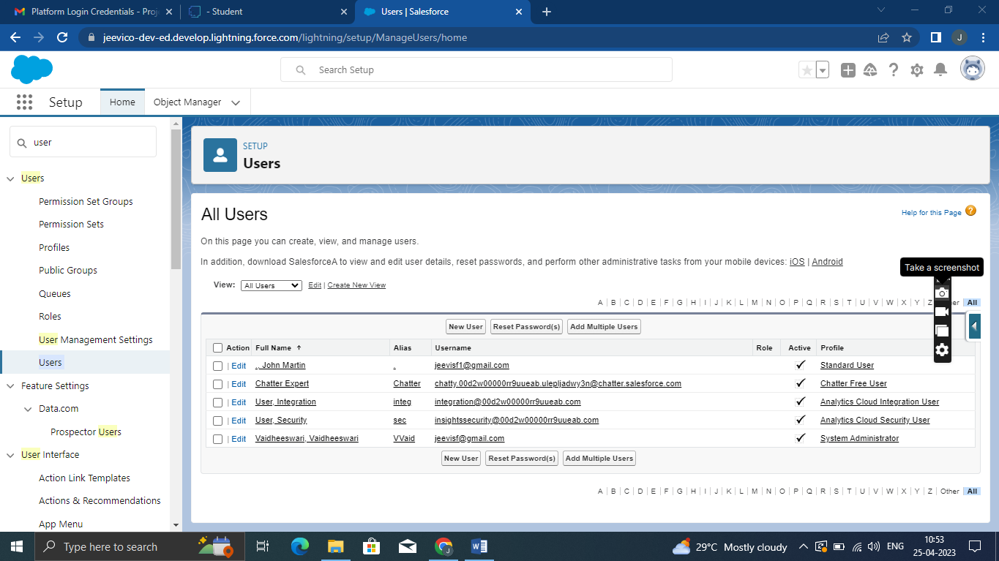 Platform Login Credentials - Proje
- Student
Users | Salesforce
jeevico-dev-ed.develop.lightning.force.com/lightning/setup/ManageUsers/home
J
Search Setup
Setup
Home
Object Manager
user
Users
Permission Set Groups
Permission Sets
Profiles
Public Groups
Queues
Roles
User Management Settings
Users
Feature Settings
Data.com
Prospector Users
User Interface
Action Link Templates
Actions & Recommendations
App Menu
SETUP
Users
All Users
Help for this Page ?
On this page you can create, view, and manage users.
In addition, download SalesforceA to view and edit user details, reset passwords, and perform other administrative tasks from your mobile devices: iOS | Android
Take a screenshot
View: All Users Edit | Create New View
A | B | C | D | E | F | G | H | I | J | K | L | M | N | O | P | Q | R | S | T | U | V | W | X | Y | Z All
New User Reset Password(s) Add Multiple Users
Action Full Name ↑ Alias Username Role Active Profile
| Edit ., John Martin . jeevisf1@gmail.com ✓ Standard User
| Edit Chatter Expert Chatter chatty.00d2w00000rr9uueab.ulepljadwy3n@chatter.salesforce.com ✓ Chatter Free User
| Edit User, Integration integ integration@00d2w00000rr9uueab.com ✓ Analytics Cloud Integration User
| Edit User, Security sec insightssecurity@00d2w00000rr9uueab.com ✓ Analytics Cloud Security User
| Edit Vaidheeswari, Vaidheeswari VVaid jeevisf@gmail.com ✓ System Administrator
New User Reset Password(s) Add Multiple Users
A | B | C | D | E | F | G | H | I | J | K | L | M | N | O | P | Q | R | S | T | U | V | W | X | Y | Z | Other All
Type here to search
29°C Mostly cloudy
ENG
10:53
25-04-2023